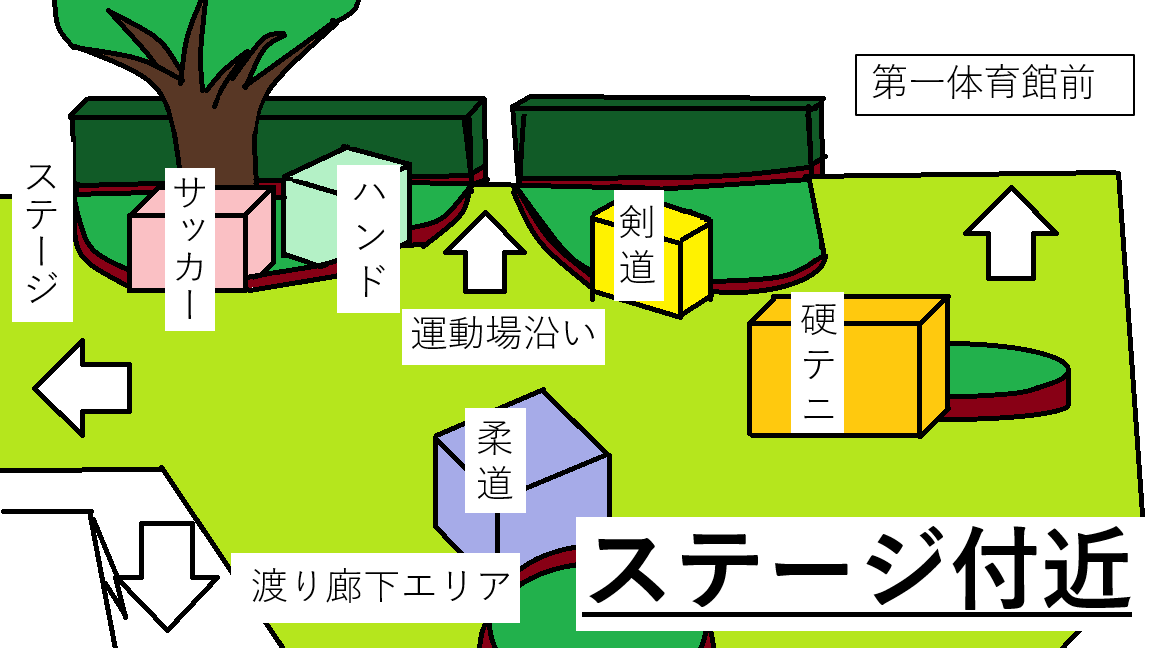 第一体育館前
ステージ
サッカー
ハンド
剣道
運動場沿い
硬テニ
柔道
渡り廊下エリア
ステージ付近